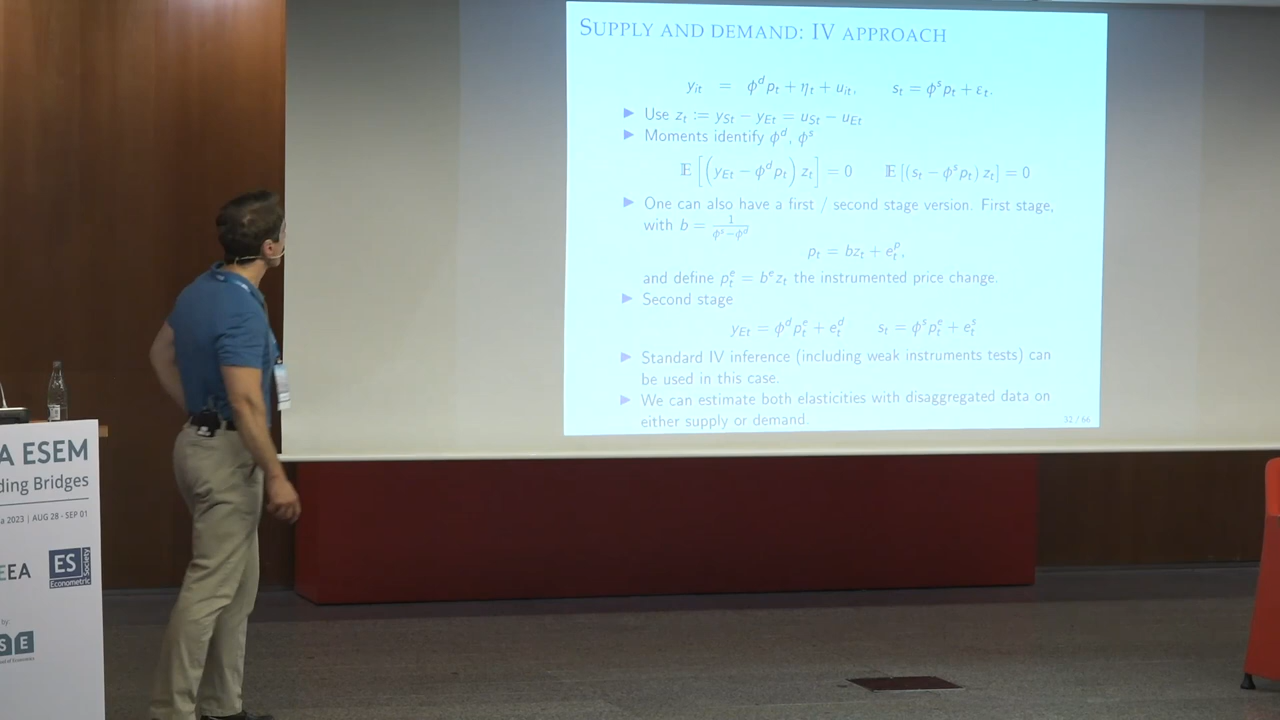 SUPPLY AND DEMAND: IV APPROACH
y_{it} = ϕ^d p_t + η_t + u_{it}, s_t = ϕ^s p_t + ε_t.
▶ Use z_t := y_{St} − y_{Et} = u_{St} − u_{Et}
▶ Moments identify ϕ^d, ϕ^s
𝔼[(y_{Et} − ϕ^d p_t) z_t] = 0 𝔼[(s_t − ϕ^s p_t) z_t] = 0
▶ One can also have a first / second stage version. First stage,
with b = 1/(ϕ^s − ϕ^d)
p_t = bz_t + e_t^p,
and define p_t^e = b^e z_t the instrumented price change.
▶ Second stage
y_{Et} = ϕ^d p_t^e + e_t^d s_t = ϕ^s p_t^e + e_t^s
▶ Standard IV inference (including weak instruments tests) can
be used in this case.
▶ We can estimate both elasticities with disaggregated data on
either supply or demand.
32 / 66
A ESEM
ding Bridges
a 2023 | AUG 28 - SEP 01
EEA
ES
Econometric
Society
by:
S E